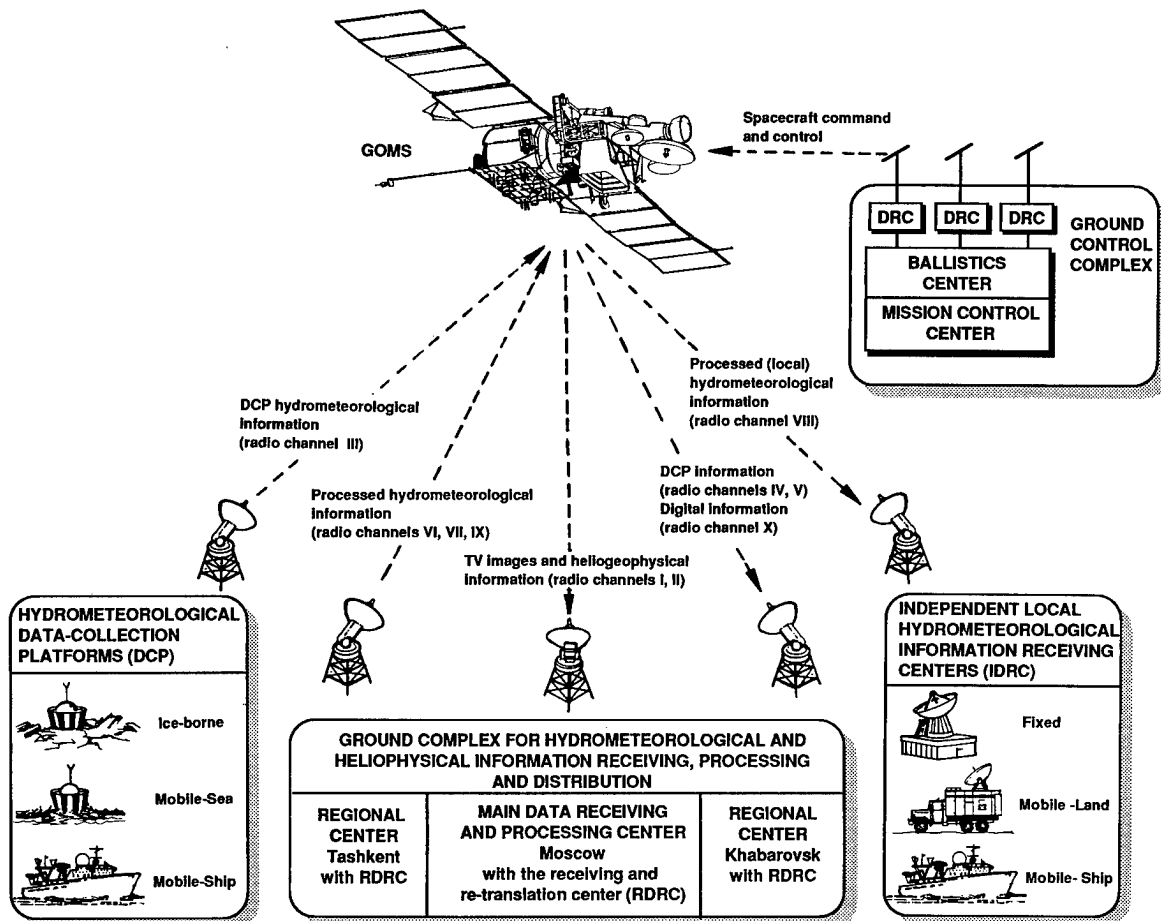 Spacecraft command
and control
GOMS
DRC
DRC
DRC
GROUND
CONTROL
COMPLEX
BALLISTICS
CENTER
MISSION CONTROL
CENTER
Processed (local)
hydrometeorological
information
(radio channel VIII)
DCP hydrometeorological
information
(radio channel III)
DCP information
(radio channels IV, V)
Digital information
(radio channel X)
Processed hydrometeorological
information
(radio channels VI, VII, IX)
TV images and heliogeophysical
information (radio channels I, II)
HYDROMETEOROLOGICAL
DATA-COLLECTION
PLATFORMS (DCP)
Ice-borne
Mobile-Sea
Mobile-Ship
INDEPENDENT LOCAL
HYDROMETEOROLOGICAL
INFORMATION RECEIVING
CENTERS (IDRC)
Fixed
Mobile -Land
Mobile- Ship
GROUND COMPLEX FOR HYDROMETEOROLOGICAL AND
HELIOPHYSICAL INFORMATION RECEIVING, PROCESSING
AND DISTRIBUTION
REGIONAL
CENTER
Tashkent
with RDRC
MAIN DATA RECEIVING
AND PROCESSING CENTER
Moscow
with the receiving and
re-translation center (RDRC)
REGIONAL
CENTER
Khabarovsk
with RDRC